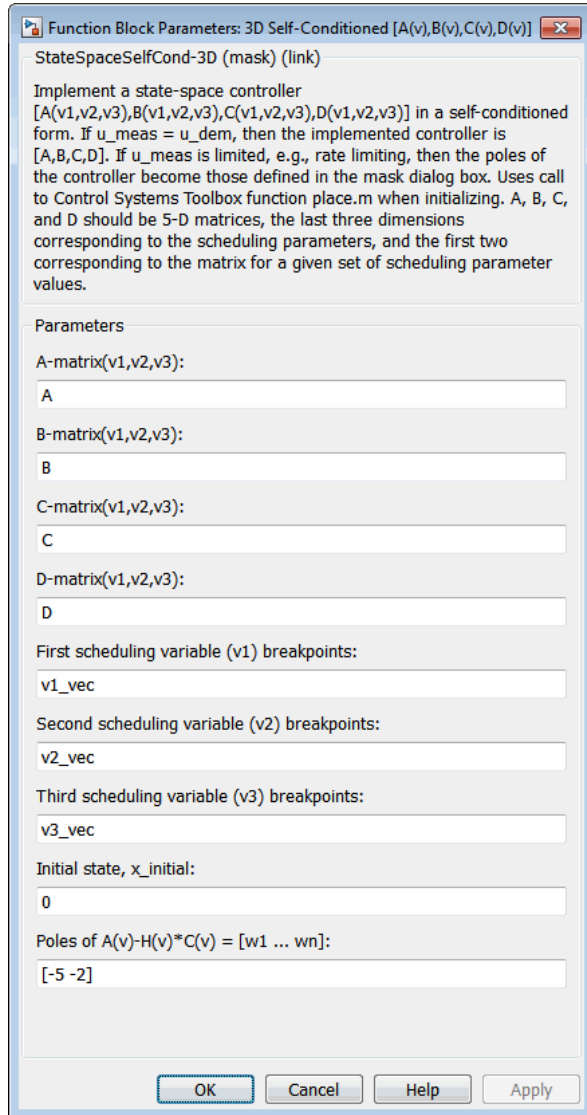 Function Block Parameters: 3D Self-Conditioned [A(v),B(v),C(v),D(v)]
StateSpaceSelfCond-3D (mask) (link)
Implement a state-space controller
[A(v1,v2,v3),B(v1,v2,v3),C(v1,v2,v3),D(v1,v2,v3)] in a self-conditioned
form. If u_meas = u_dem, then the implemented controller is
[A,B,C,D]. If u_meas is limited, e.g., rate limiting, then the poles of
the controller become those defined in the mask dialog box. Uses call
to Control Systems Toolbox function place.m when initializing. A, B, C,
and D should be 5-D matrices, the last three dimensions
corresponding to the scheduling parameters, and the first two
corresponding to the matrix for a given set of scheduling parameter
values.
Parameters
A-matrix(v1,v2,v3):
A
B-matrix(v1,v2,v3):
B
C-matrix(v1,v2,v3):
C
D-matrix(v1,v2,v3):
D
First scheduling variable (v1) breakpoints:
v1_vec
Second scheduling variable (v2) breakpoints:
v2_vec
Third scheduling variable (v3) breakpoints:
v3_vec
Initial state, x_initial:
0
Poles of A(v)-H(v)*C(v) = [w1 ... wn]:
[-5 -2]
OK Cancel Help Apply